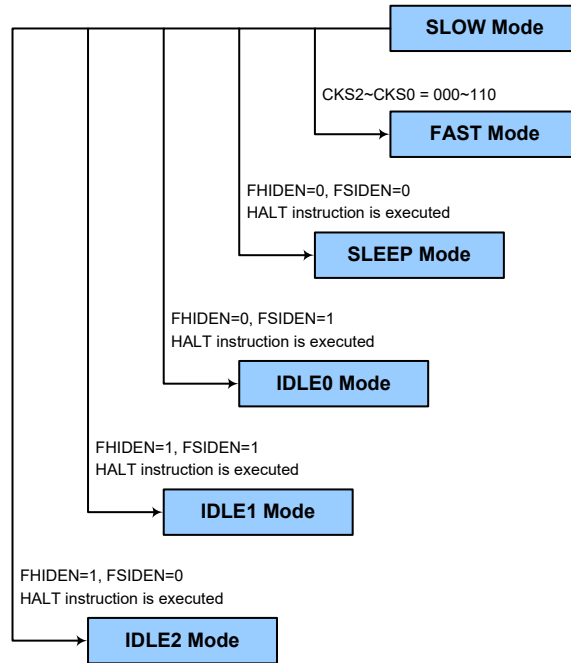 SLOW Mode
CKS2~CKS0 = 000~110
FAST Mode
FHIDEN=0, FSIDEN=0
HALT instruction is executed
SLEEP Mode
FHIDEN=0, FSIDEN=1
HALT instruction is executed
IDLE0 Mode
FHIDEN=1, FSIDEN=1
HALT instruction is executed
IDLE1 Mode
FHIDEN=1, FSIDEN=0
HALT instruction is executed
IDLE2 Mode